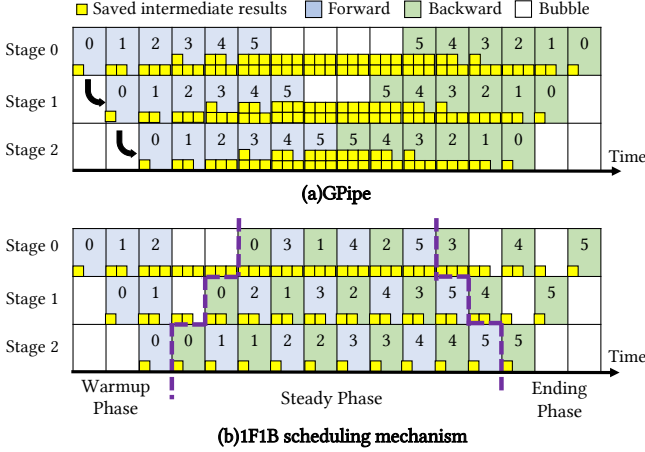 Saved intermediate results Forward Backward Bubble
Stage 0 0 1 2 3 4 5 5 4 3 2 1 0
Stage 1 0 1 2 3 4 5 5 4 3 2 1 0
Stage 2 0 1 2 3 4 5 5 4 3 2 1 0
Time
(a)GPipe
Stage 0 0 1 2 0 3 1 4 2 5 3 4 5
Stage 1 0 1 0 2 1 3 2 4 3 5 4 5
Stage 2 0 0 1 1 2 2 3 3 4 4 5 5
Time
Warmup Phase
Steady Phase
Ending Phase
(b)1F1B scheduling mechanism